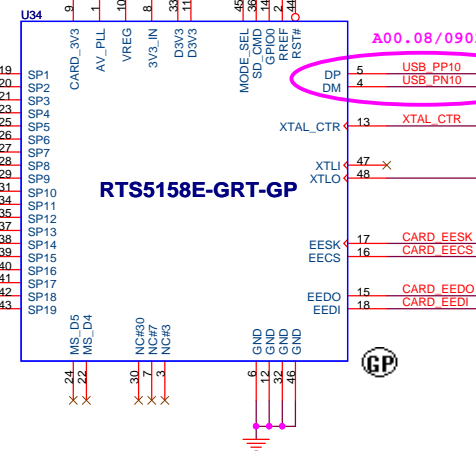 U34
9
1
10
8
33
11
45
36
14
2
44
CARD_3V3
AV_PLL
VREG
3V3_IN
D3V3
D3V3
MODE_SEL
SD_CMD
GPIO0
RREF
RST#
A00.08/090
19 SP1
20 SP2
21 SP3
23 SP4
25 SP5
26 SP6
27 SP7
28 SP8
29 SP9
31 SP10
34 SP11
35 SP12
37 SP13
38 SP14
39 SP15
40 SP16
41 SP17
42 SP18
43 SP19
RTS5158E-GRT-GP
DP 5 USB_PP10
DM 4 USB_PN10
XTAL_CTR 13 XTAL_CTR
XTLI 47
XTLO 48
EESK 17 CARD_EESK
EECS 16 CARD_EECS
EEDO 15 CARD_EEDO
EEDI 18 CARD_EEDI
MS_D5
MS_D4
NC#30
NC#7
NC#3
GND
GND
GND
GND
24
22
30
7
3
6
12
32
46
GP